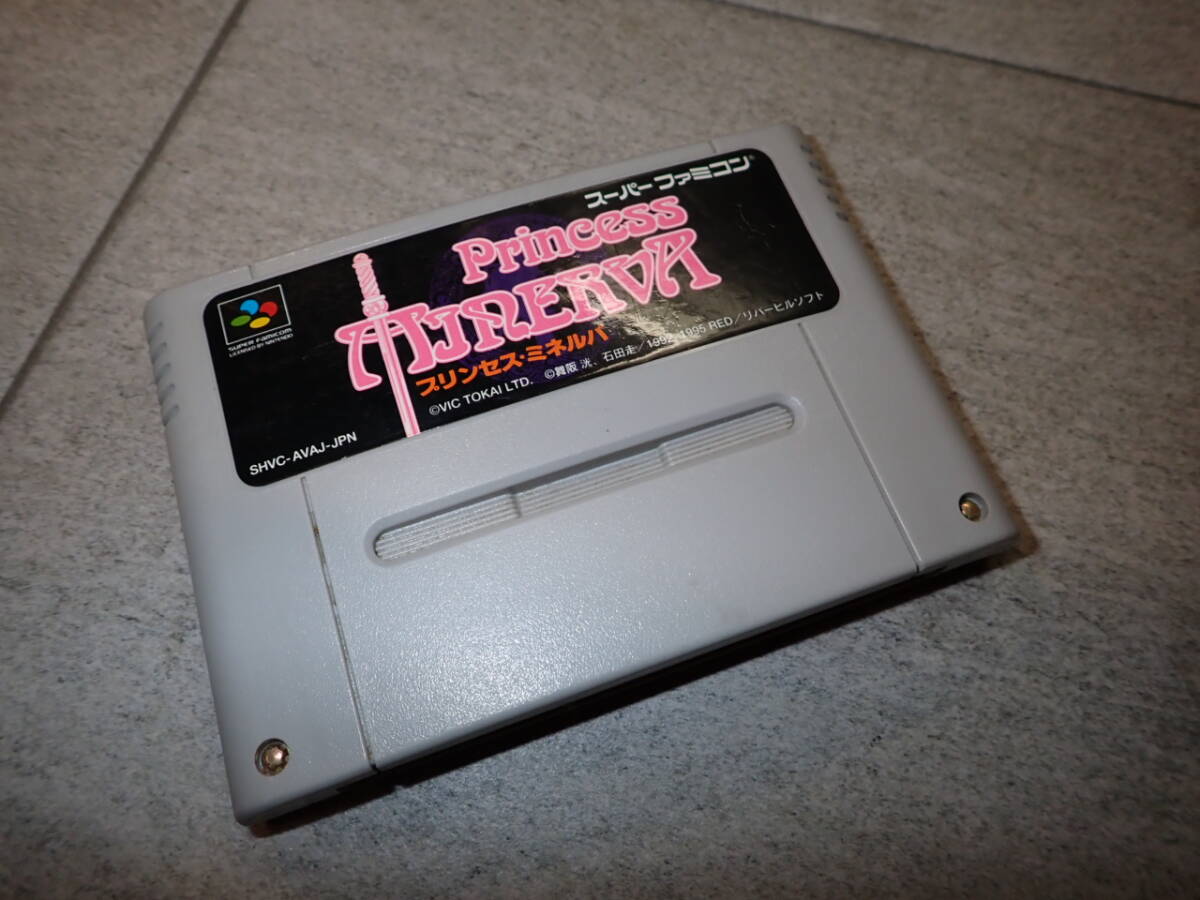 スーパーファミコン®
Princess
MINERVA
プリンセス・ミネルバ
SUPER FAMICOM
LICENSED BY NINTENDO
©VIC TOKAI LTD. ©舞阪 洸、石田走/1992, 1995 RED/リバーヒルソフト
SHVC-AVAJ-JPN